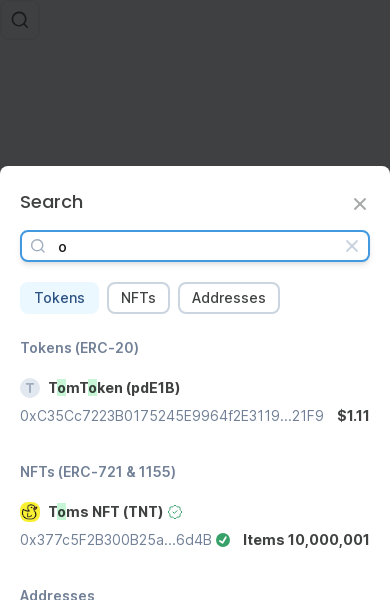 Search
o
Tokens
NFTs
Addresses
Tokens (ERC-20)
T
TomToken (pdE1B)
0xC35Cc7223B0175245E9964f2E3119...21F9
$1.11
NFTs (ERC-721 & 1155)
Toms NFT (TNT)
0x377c5F2B300B25a...6d4B
Items 10,000,001
Addresses